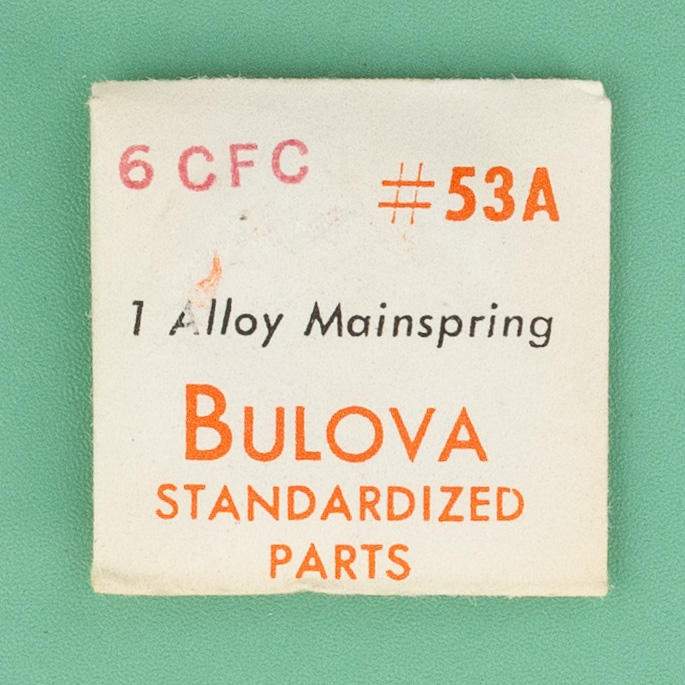 6 CFC
#53A
1 Alloy Mainspring
BULOVA
STANDARDIZED
PARTS